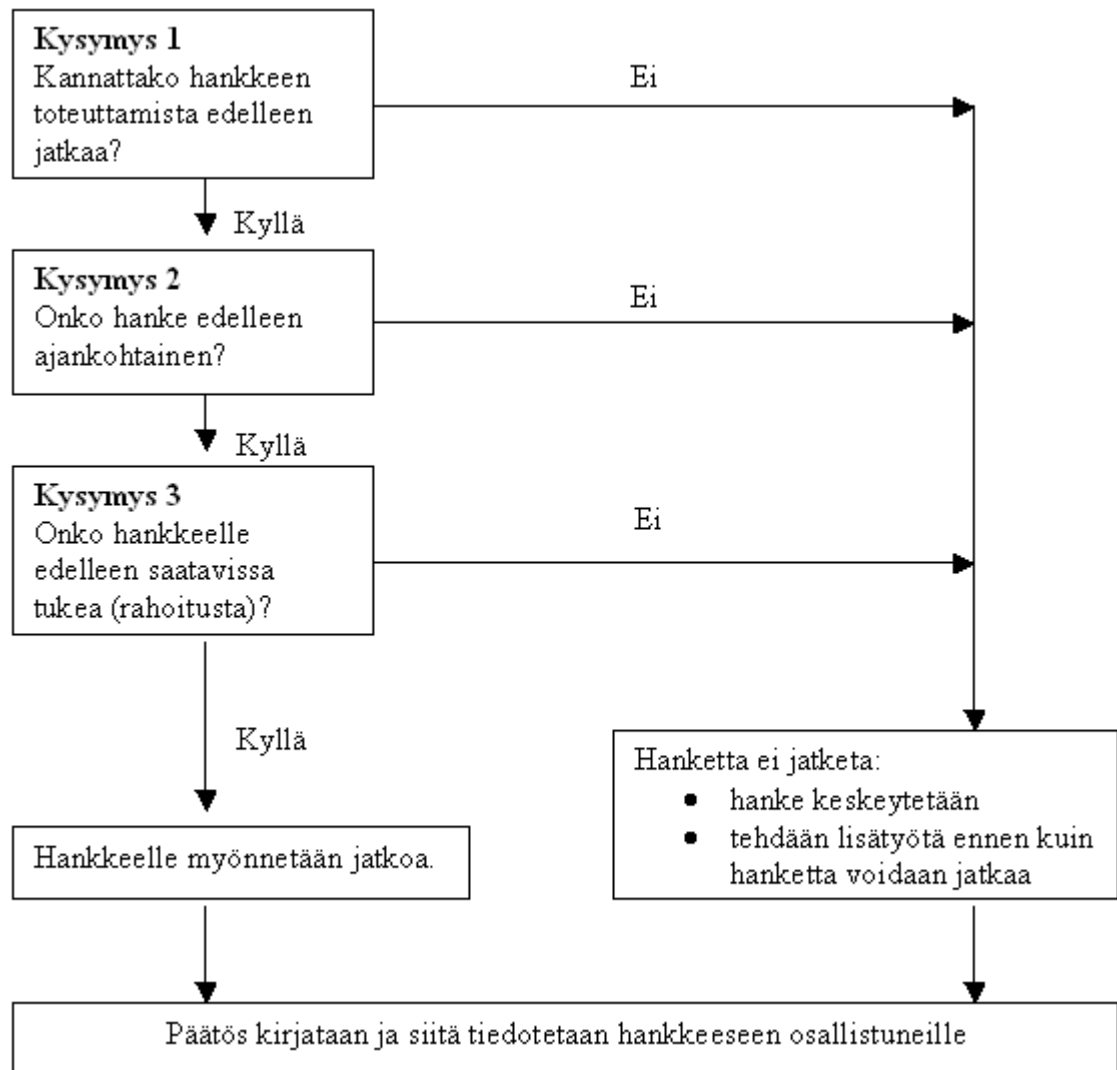 Kysymys 1
Kannattako hankkeen
toteuttamista edelleen
jatkaa?
Ei
Kyllä
Kysymys 2
Onko hanke edelleen
ajankohtainen?
Ei
Kyllä
Kysymys 3
Onko hankkeelle
edelleen saatavissa
tukea (rahoitusta)?
Ei
Kyllä
Hankkeelle myönnetään jatkoa.
Hanketta ei jatketa:
• hanke keskeytetään
• tehdään lisätyötä ennen kuin
hanketta voidaan jatkaa
Päätös kirjataan ja siitä tiedotetaan hankkeeseen osallistuneille